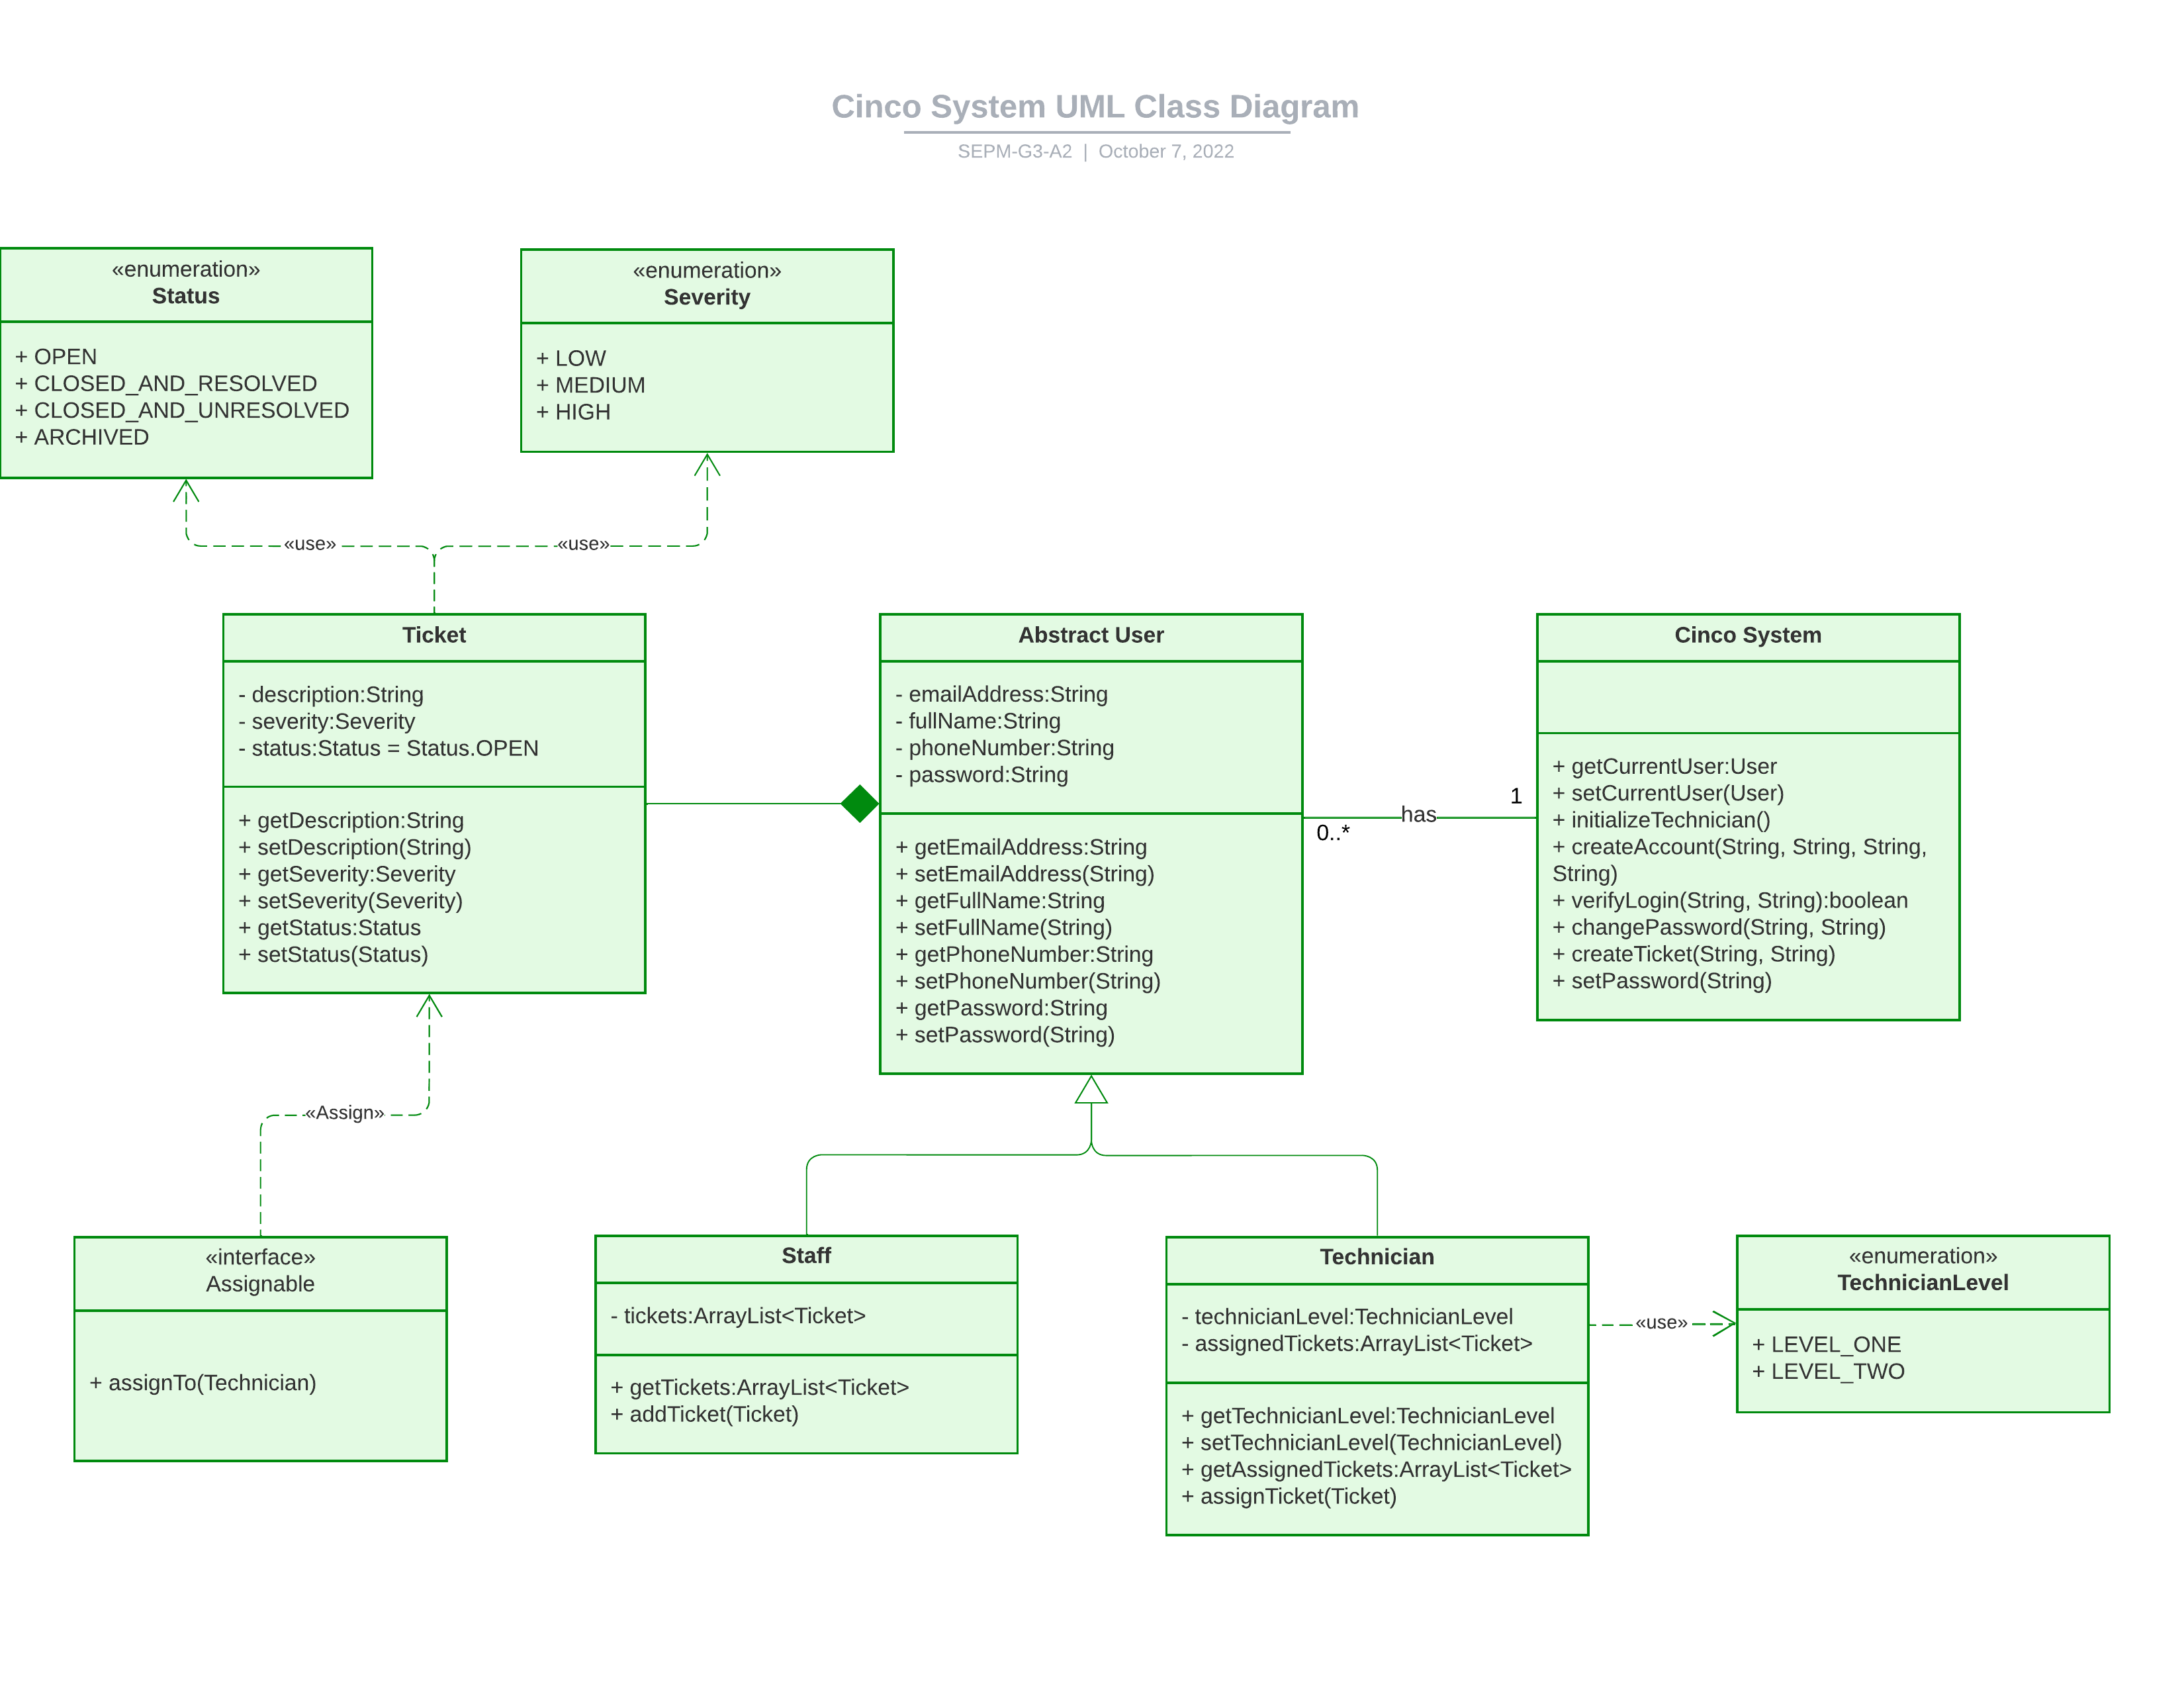 Cinco System UML Class Diagram
SEPM-G3-A2 | October 7, 2022
«enumeration»
Status
+ OPEN
+ CLOSED_AND_RESOLVED
+ CLOSED_AND_UNRESOLVED
+ ARCHIVED
«enumeration»
Severity
+ LOW
+ MEDIUM
+ HIGH
«use»
«use»
Ticket
- description:String
- severity:Severity
- status:Status = Status.OPEN
+ getDescription:String
+ setDescription(String)
+ getSeverity:Severity
+ setSeverity(Severity)
+ getStatus:Status
+ setStatus(Status)
Abstract User
- emailAddress:String
- fullName:String
- phoneNumber:String
- password:String
+ getEmailAddress:String
+ setEmailAddress(String)
+ getFullName:String
+ setFullName(String)
+ getPhoneNumber:String
+ setPhoneNumber(String)
+ getPassword:String
+ setPassword(String)
0..*
has
1
Cinco System
+ getCurrentUser:User
+ setCurrentUser(User)
+ initializeTechnician()
+ createAccount(String, String, String,
String)
+ verifyLogin(String, String):boolean
+ changePassword(String, String)
+ createTicket(String, String)
+ setPassword(String)
«Assign»
«interface»
Assignable
+ assignTo(Technician)
Staff
- tickets:ArrayList<Ticket>
+ getTickets:ArrayList<Ticket>
+ addTicket(Ticket)
Technician
- technicianLevel:TechnicianLevel
- assignedTickets:ArrayList<Ticket>
+ getTechnicianLevel:TechnicianLevel
+ setTechnicianLevel(TechnicianLevel)
+ getAssignedTickets:ArrayList<Ticket>
+ assignTicket(Ticket)
«use»
«enumeration»
TechnicianLevel
+ LEVEL_ONE
+ LEVEL_TWO